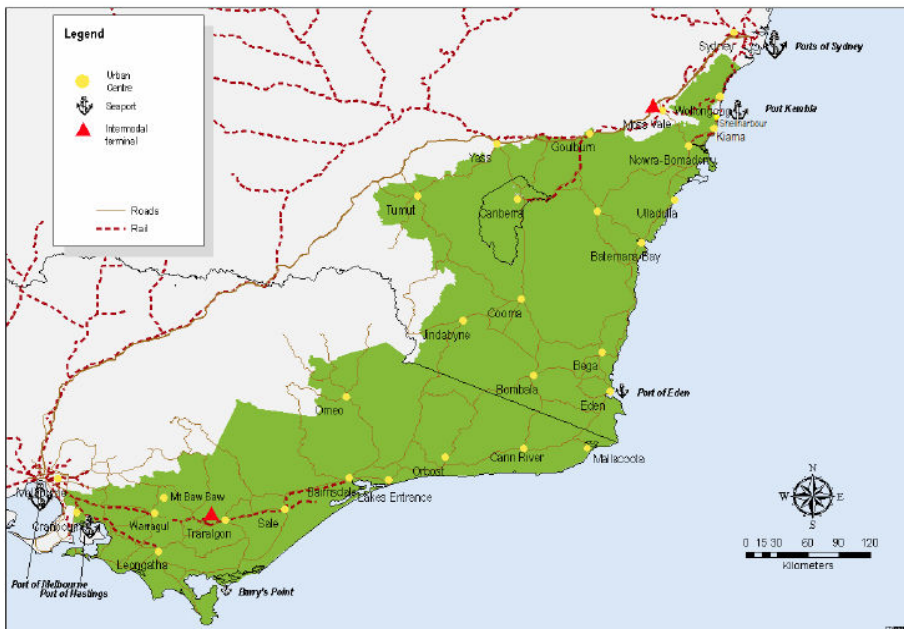 Legend
Urban
Centre
Seaport
Intermodal
terminal
Roads
Rail
Sydney
Ports of Sydney
Wollongong
Port Kembla
Moss Vale
Shellharbour
Kiama
Goulburn
Yass
Nowra-Bomaderry
Tumut
Canberra
Ulladulla
Batemans Bay
Cooma
Jindabyne
Bega
Bombala
Port of Eden
Eden
Omeo
Cann River
Mallacoota
Orbost
Bairnsdale
Lakes Entrance
Melbourne
Mt Baw Baw
Cranbourne
Warragul
Traralgon
Sale
Leongatha
Port of Melbourne
Port of Hastings
Barry's Point
N
W
E
S
0 15 30 60 90 120
Kilometers